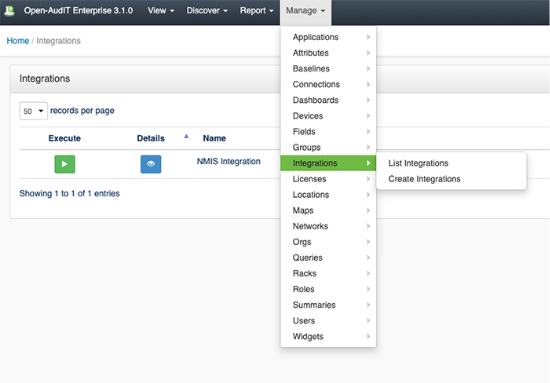 Open-AudIT Enterprise 3.1.0 View Discover Report Manage
Home / Integrations
Integrations
50 records per page
Execute Details Name
NMIS Integration
Showing 1 to 1 of 1 entries
Applications
Attributes
Baselines
Connections
Dashboards
Devices
Fields
Groups
Integrations
Licenses
Locations
Maps
Networks
Orgs
Queries
Racks
Roles
Summaries
Users
Widgets
List Integrations
Create Integrations